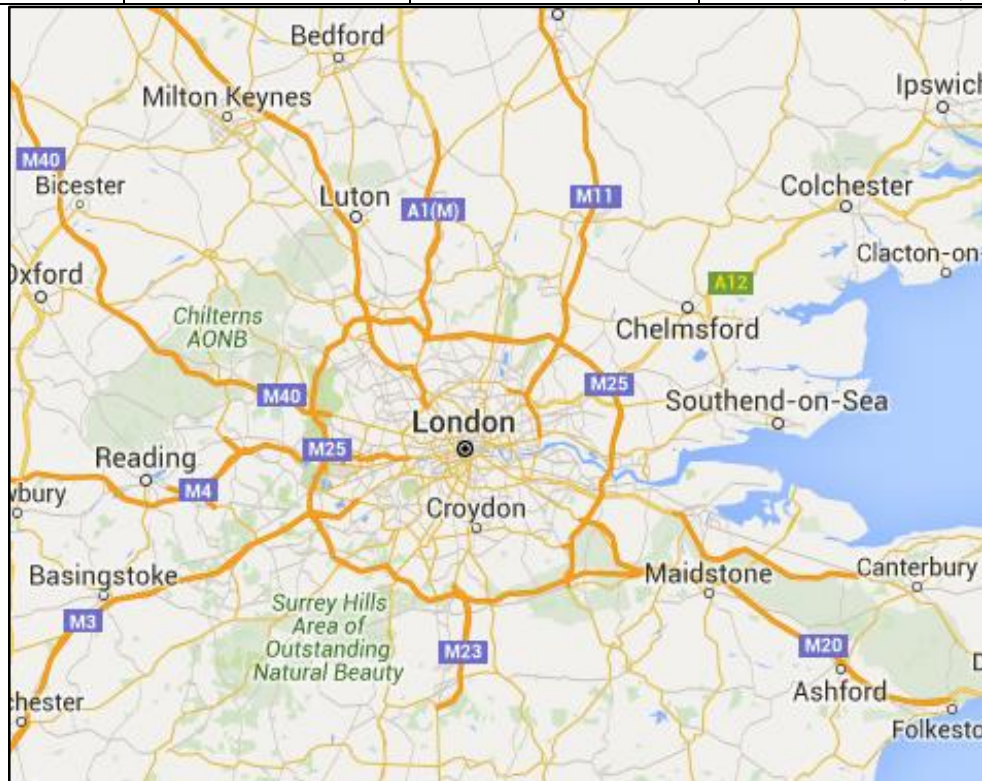 Bedford
Milton Keynes
Ipswich
M40
Bicester
Luton
A1(M)
M11
Colchester
Oxford
Clacton-on-
A12
Chilterns
AONB
Chelmsford
M40
M25
London
Southend-on-Sea
Reading
M25
M4
wbury
Croydon
Basingstoke
Maidstone
Canterbury
M3
Surrey Hills
Area of
Outstanding
Natural Beauty
M23
M20
D
Ashford
chester
Folkesto